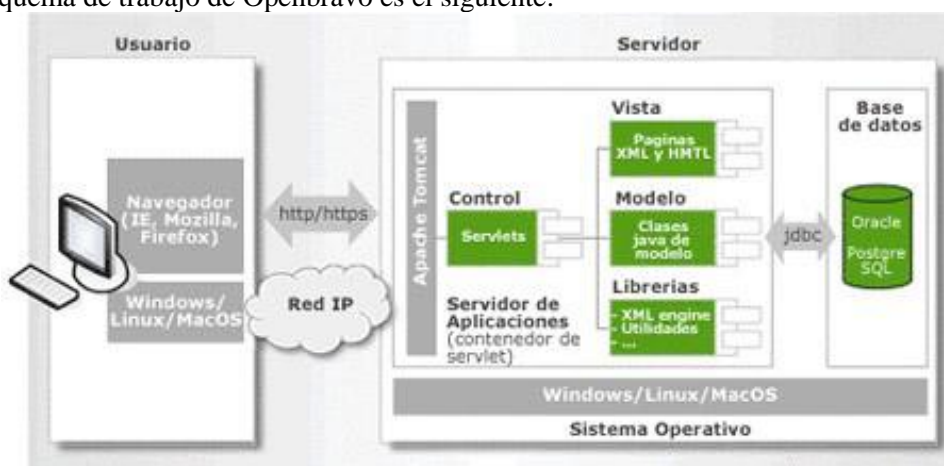 quema de trabajo de Openbravo es el siguiente:
Usuario
Navegador
(IE, Mozilla,
Firefox)
Windows/
Linux/MacOS
http/https
Red IP
Servidor
Apache Tomcat
Control
Servlets
Servidor de
Aplicaciones
(contenedor de
servlet)
Vista
Paginas
XML y HMTL
Modelo
Clases
java de
modelo
Librerias
- XML engine
- Utilidades
- ...
jdbc
Base
de datos
Oracle
Postore
SQL
Windows/Linux/MacOS
Sistema Operativo